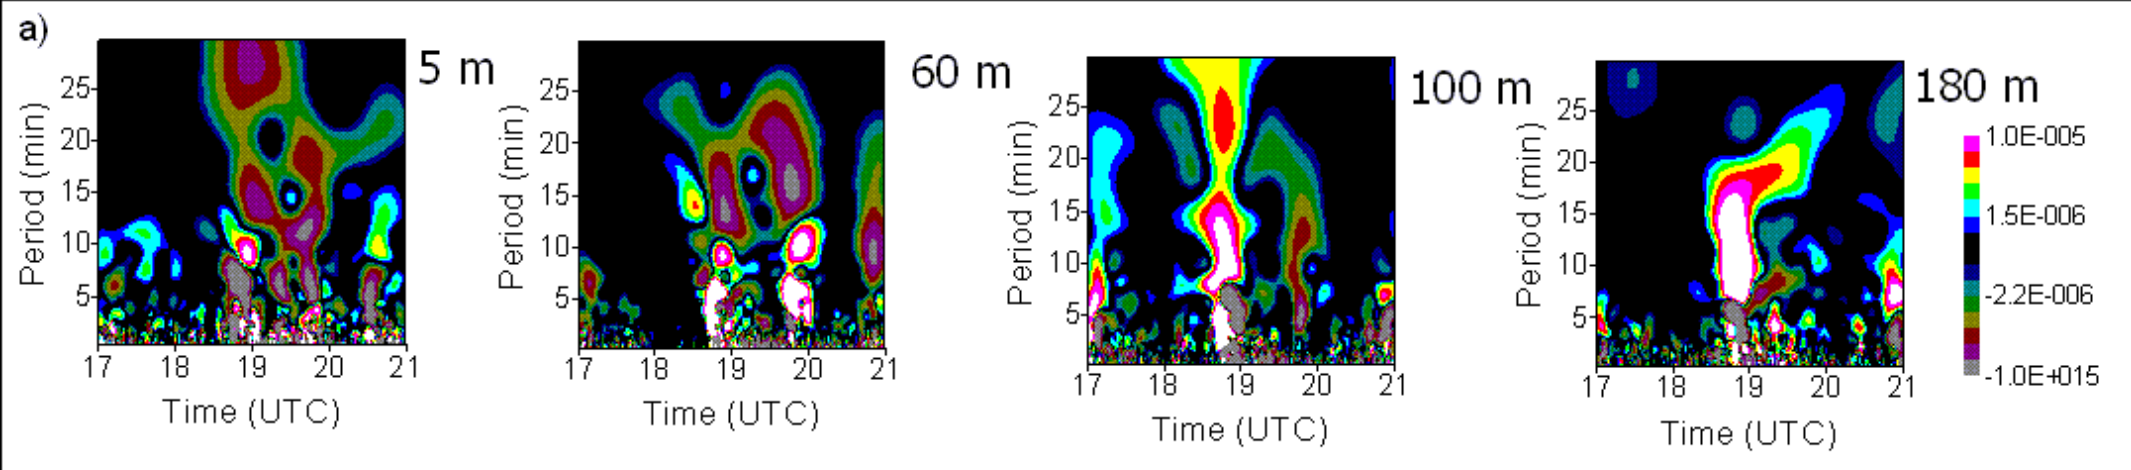 a)
Period (min)
25
20
15
10
5
17 18 19 20 21
Time (UTC)
5 m
Period (min)
25
20
15
10
5
17 18 19 20 21
Time (UTC)
60 m
Period (min)
25
20
15
10
5
17 18 19 20 21
Time (UTC)
100 m
Period (min)
25
20
15
10
5
17 18 19 20 21
Time (UTC)
180 m
1.0E-005
1.5E-006
-2.2E-006
-1.0E+015